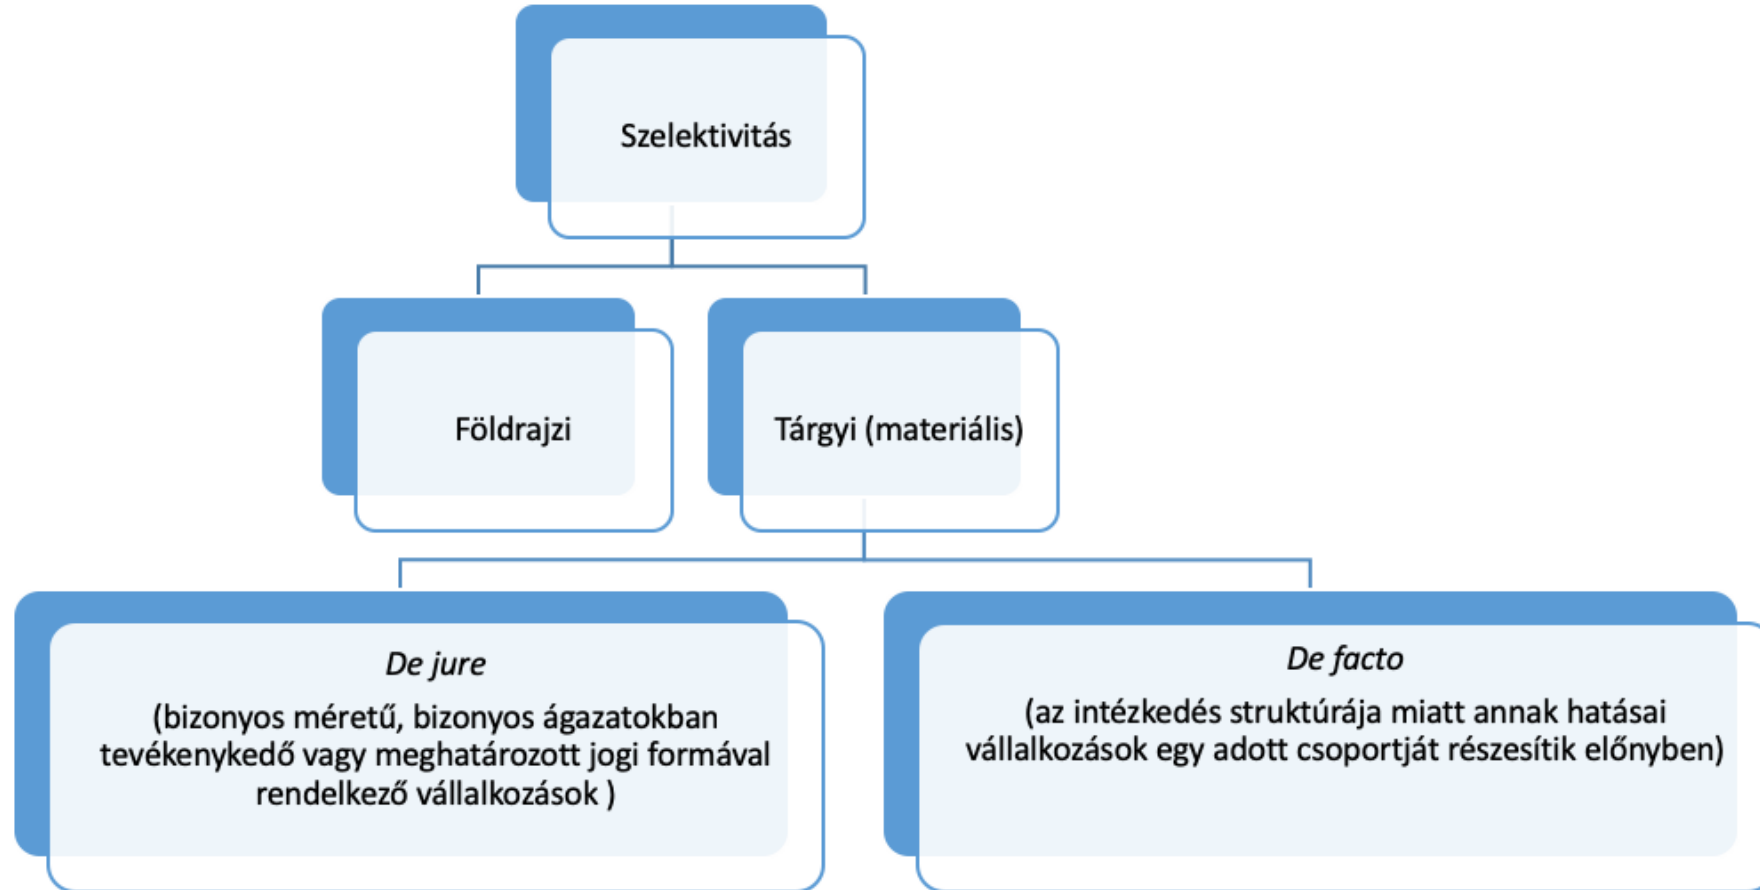 Szelektivitás
Földrajzi
Tárgyi (materiális)
De jure
(bizonyos méretű, bizonyos ágazatokban
tevékenykedő vagy meghatározott jogi formával
rendelkező vállalkozások )
De facto
(az intézkedés struktúrája miatt annak hatásai
vállalkozások egy adott csoportját részesítik előnyben)